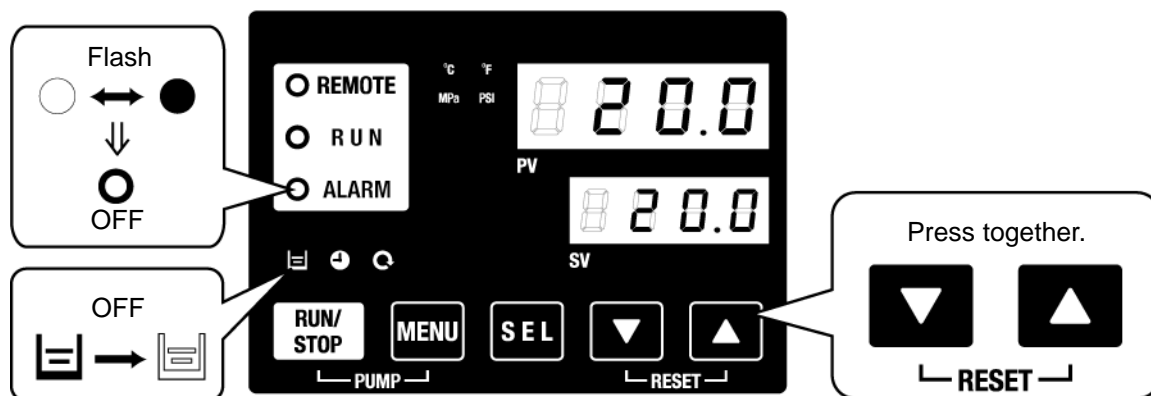 Flash
OFF
OFF
REMOTE
RUN
ALARM
°C °F
MPa PSI
20.0
PV
20.0
SV
RUN/
STOP
MENU
SEL
PUMP
RESET
Press together.
RESET